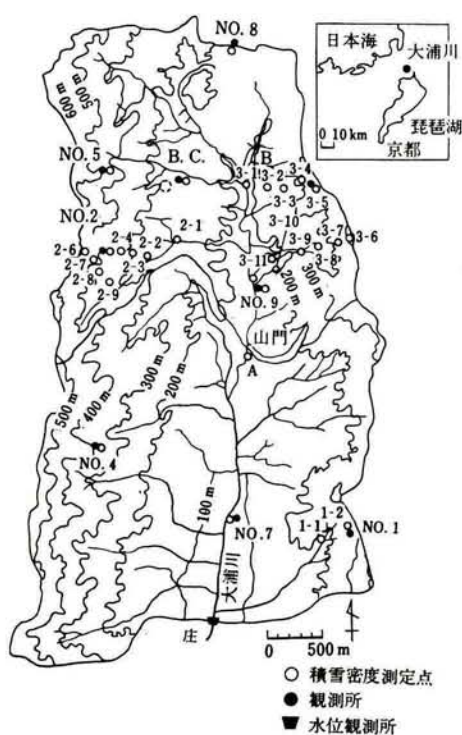 NO. 8
日本海
大浦川
琵琶湖
京都
0 10 km
600 m
500 m
NO. 5
B. C.
B
3-1
3-2
3-4
3-3
3-5
3-10
NO. 2
2-1
2-6
2-4
2-2
2-7
2-8
2-3
2-9
3-7
3-6
3-9
3-8
3-11
200 m
300 m
NO. 9
山門
A
500 m
400 m
300 m
200 m
NO. 4
100 m
NO. 7
大浦川
1-2
1-1
NO. 1
庄
0 500 m
○ 積雪密度測定点
● 観測所
水位観測所